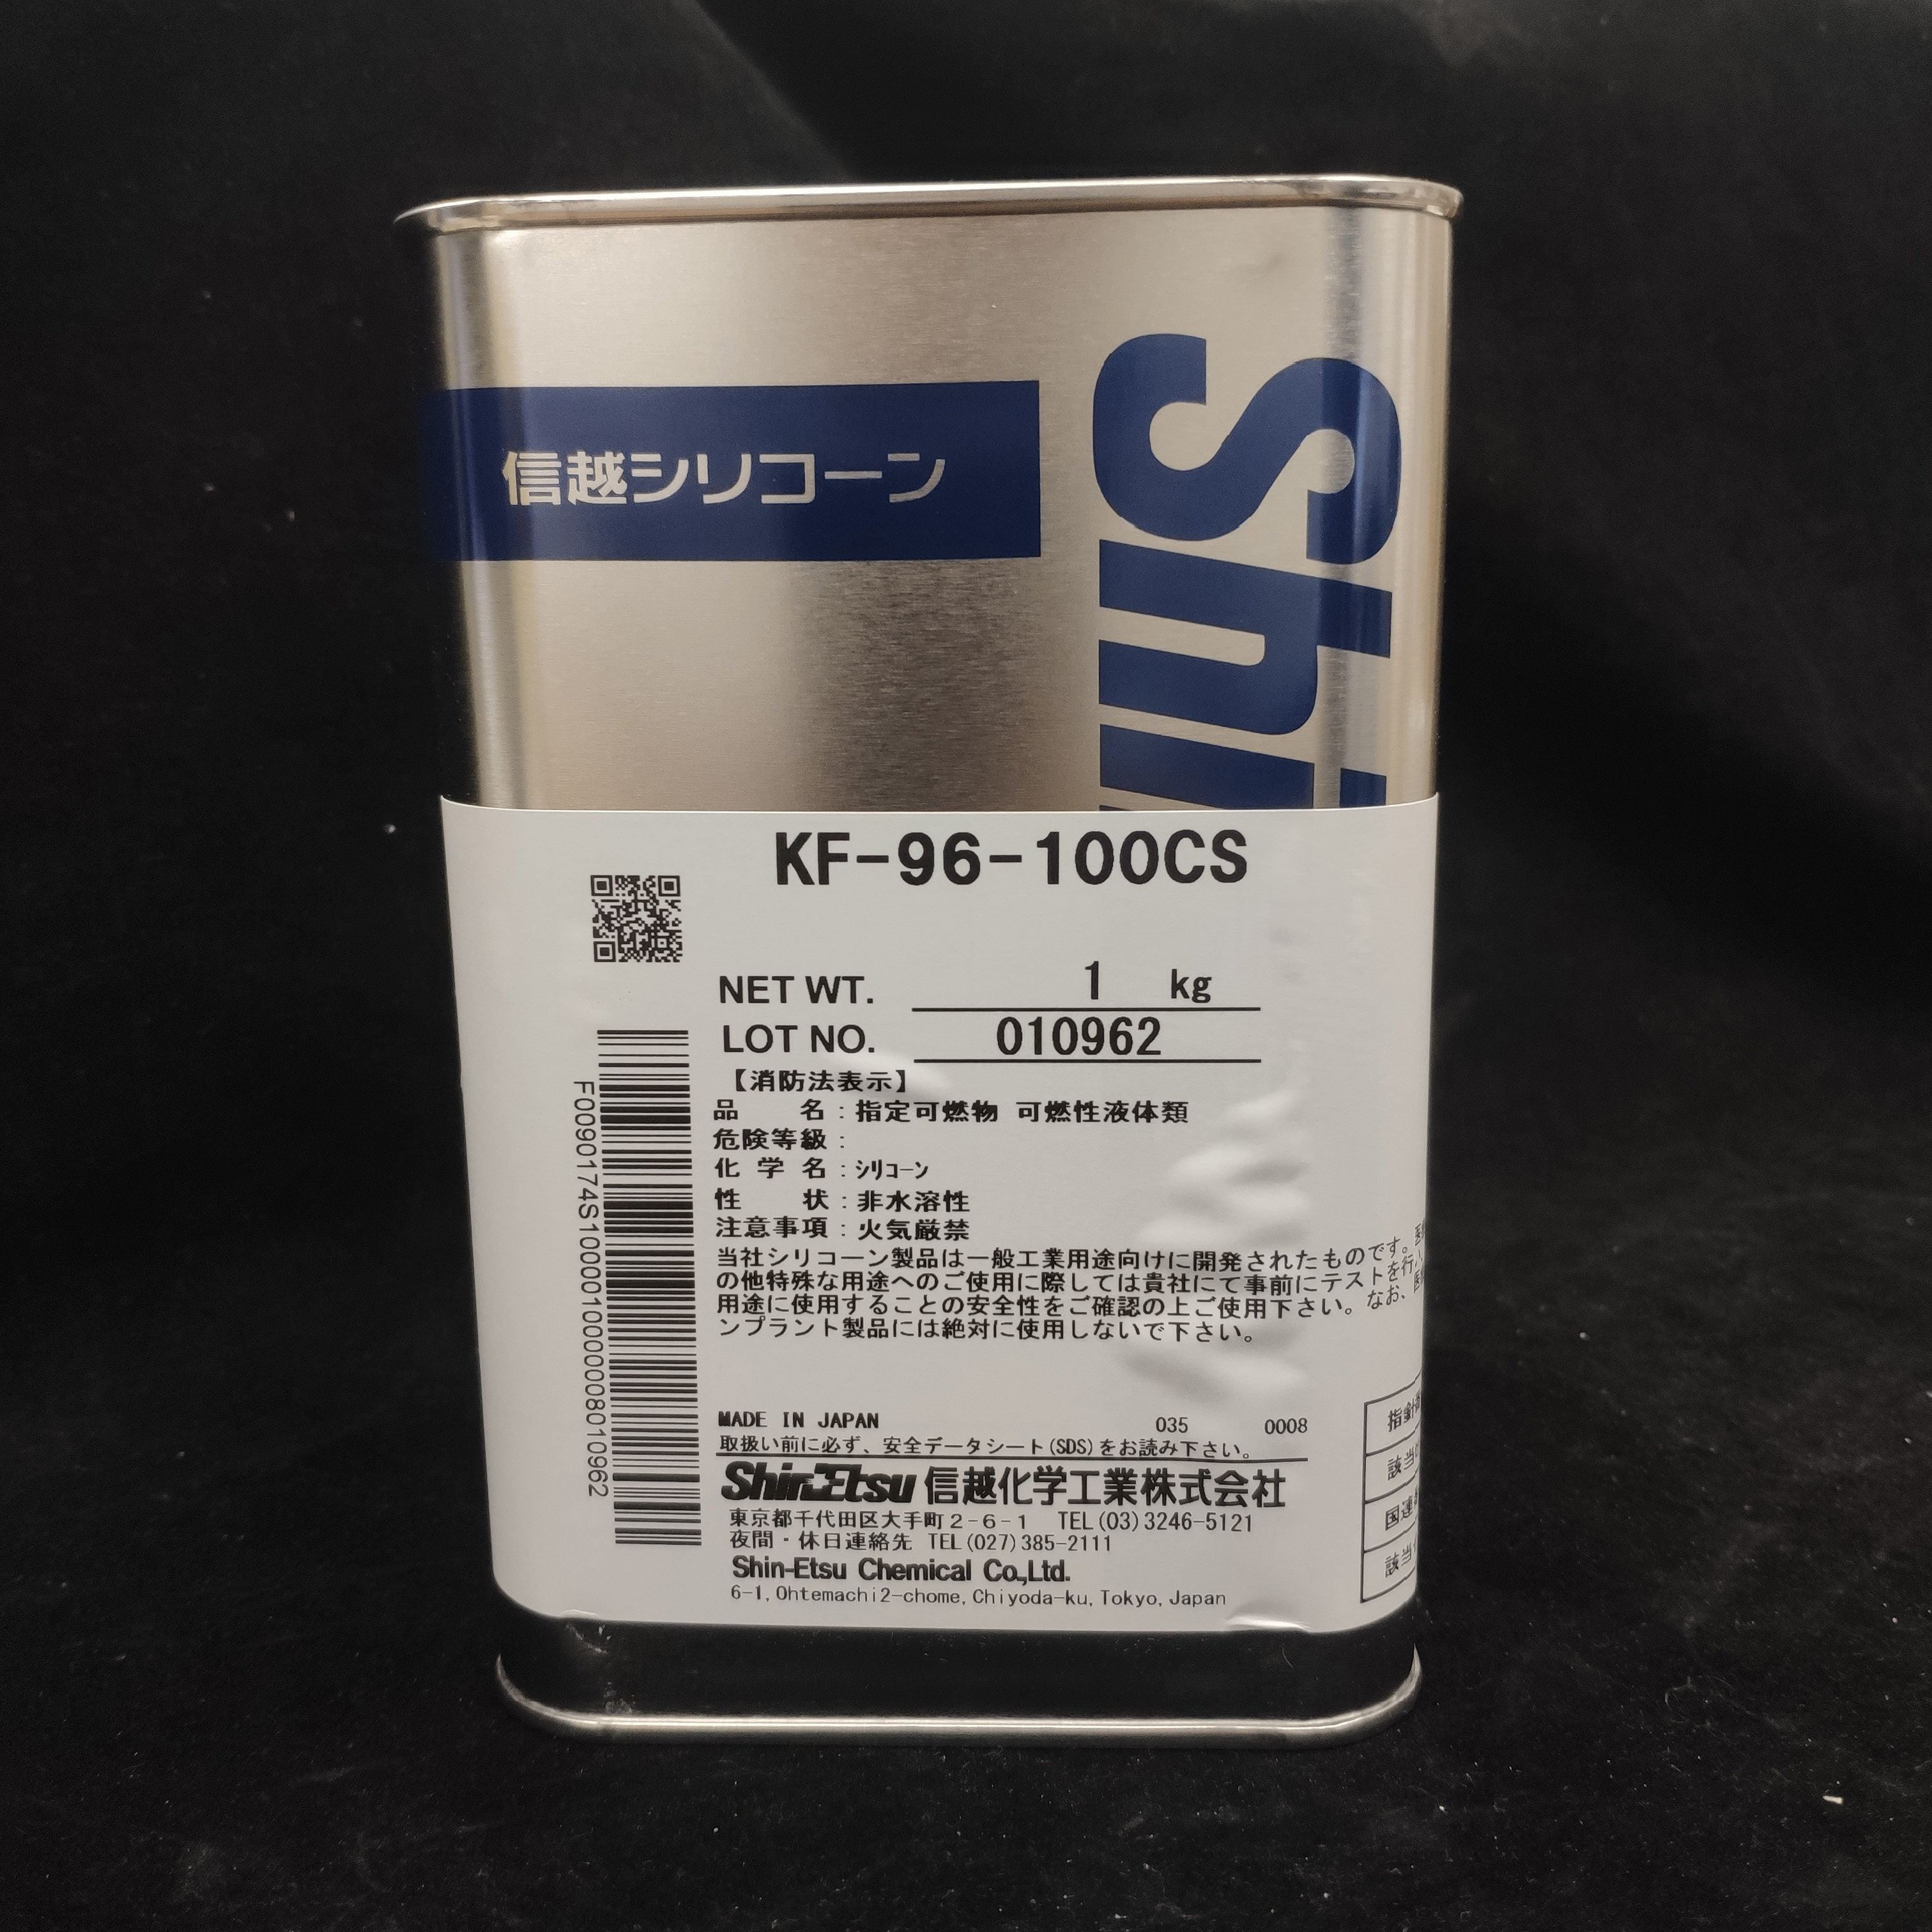 信越シリコーン
Shi
KF-96-100CS
NET WT. 1 kg
LOT NO. 010962
【消防法表示】
品 名：指定可燃物 可燃性液体類
危険等級：
化 学 名：ｼﾘｺｰﾝ
性 状：非水溶性
注意事項：火気厳禁
当社シリコーン製品は一般工業用途向けに開発されたものです。医
の他特殊な用途へのご使用に際しては貴社にて事前にテストを行い、
用途に使用することの安全性をご確認の上ご使用下さい。なお、医
ンプラント製品には絶対に使用しないで下さい。
MADE IN JAPAN 035 0008
取扱い前に必ず、安全データシート(SDS)をお読み下さい。
ShinEtsu 信越化学工業株式会社
東京都千代田区大手町２−６−１ TEL(03)3246-5121
夜間・休日連絡先 TEL(027)385-2111
Shin-Etsu Chemical Co.,Ltd.
6-1,Ohtemachi2-chome,Chiyoda-ku,Tokyo,Japan
指針
該当
国連
該当